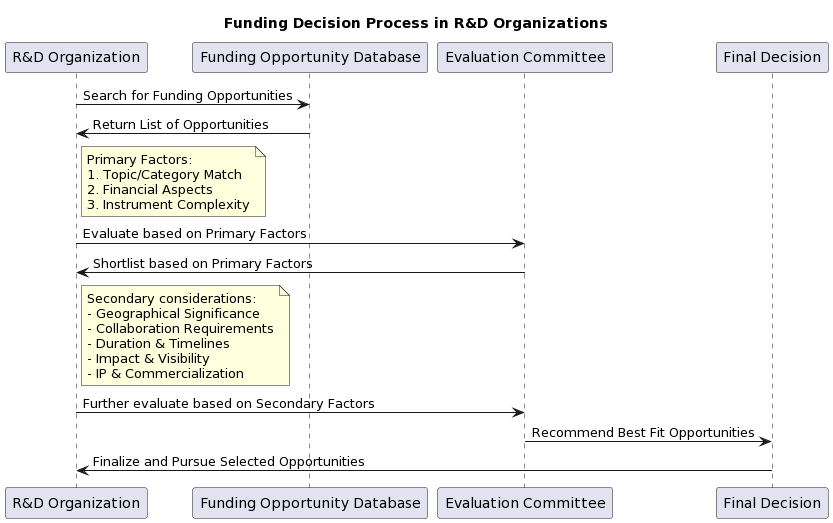 Funding Decision Process in R&D Organizations
R&D Organization
Funding Opportunity Database
Evaluation Committee
Final Decision
Search for Funding Opportunities
Return List of Opportunities
Primary Factors:
1. Topic/Category Match
2. Financial Aspects
3. Instrument Complexity
Evaluate based on Primary Factors
Shortlist based on Primary Factors
Secondary considerations:
- Geographical Significance
- Collaboration Requirements
- Duration & Timelines
- Impact & Visibility
- IP & Commercialization
Further evaluate based on Secondary Factors
Recommend Best Fit Opportunities
Finalize and Pursue Selected Opportunities
R&D Organization
Funding Opportunity Database
Evaluation Committee
Final Decision